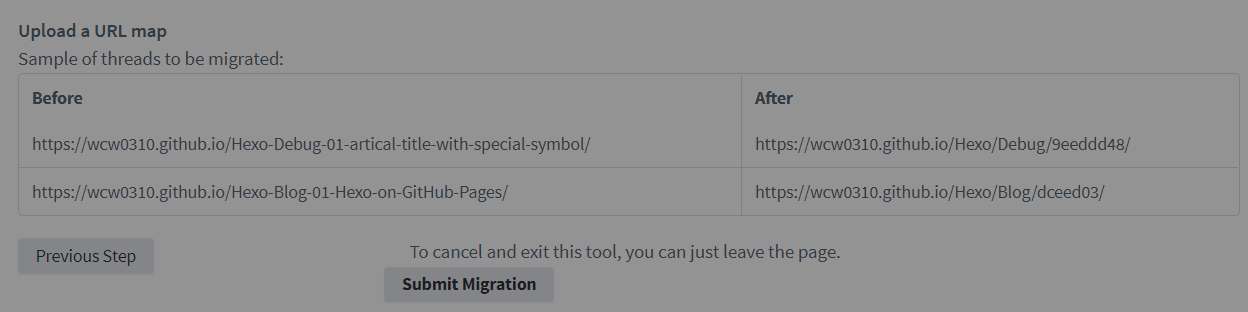 Upload a URL map
Sample of threads to be migrated:
Before After
https://wcw0310.github.io/Hexo-Debug-01-artical-title-with-special-symbol/ https://wcw0310.github.io/Hexo/Debug/9eeddd48/
https://wcw0310.github.io/Hexo-Blog-01-Hexo-on-GitHub-Pages/ https://wcw0310.github.io/Hexo/Blog/dceed03/
Previous Step To cancel and exit this tool, you can just leave the page.
Submit Migration